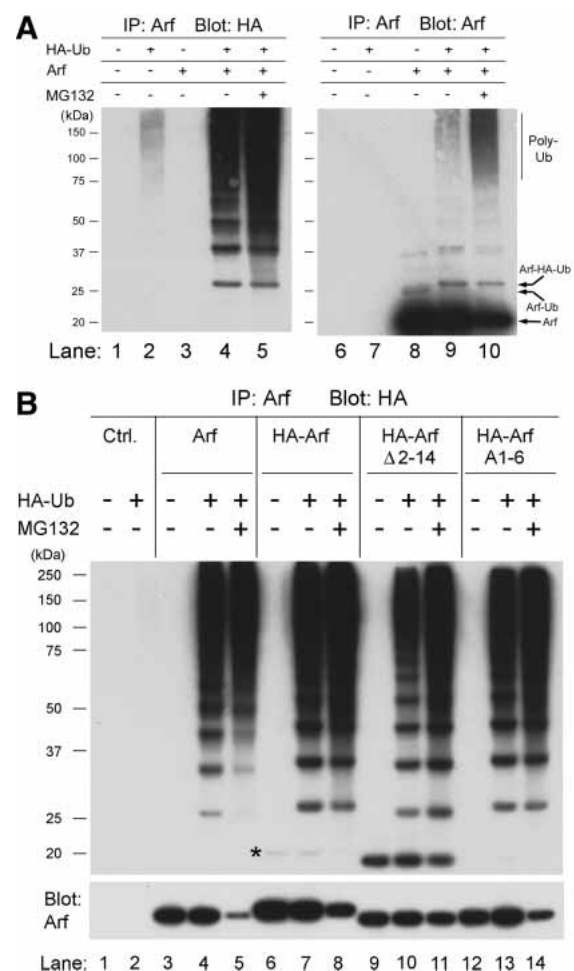 A
IP: Arf Blot: HA IP: Arf Blot: Arf
HA-Ub - + - + + - + - + +
Arf - - + + + - - + + +
MG132 - - - - + - - - - +
(kDa)
150
100
75
50
37
25
20
Poly-
Ub
Arf-HA-Ub
Arf-Ub
Arf
Lane: 1 2 3 4 5 6 7 8 9 10
B
IP: Arf Blot: HA
Ctrl. Arf HA-Arf HA-Arf HA-Arf
Δ2-14 A1-6
HA-Ub - + - + + - + + - + + - + +
MG132 - - - - + - - + - - + - - +
(kDa)
250
150
100
75
50
37
25
20
*
Blot:
Arf
Lane: 1 2 3 4 5 6 7 8 9 10 11 12 13 14